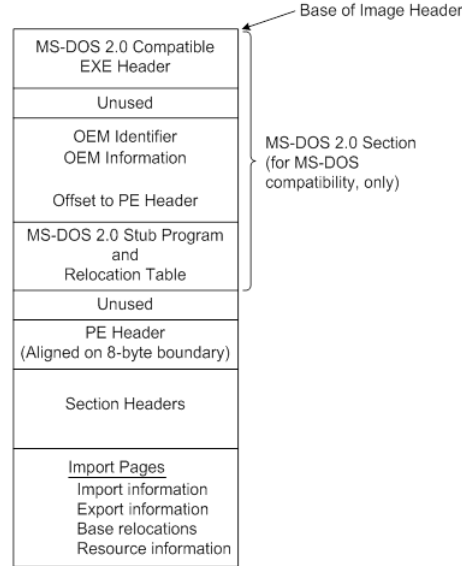 Base of Image Header
MS-DOS 2.0 Compatible
EXE Header
Unused
OEM Identifier
OEM Information
Offset to PE Header
MS-DOS 2.0 Section
(for MS-DOS
compatibility, only)
MS-DOS 2.0 Stub Program
and
Relocation Table
Unused
PE Header
(Aligned on 8-byte boundary)
Section Headers
Import Pages
Import information
Export information
Base relocations
Resource information